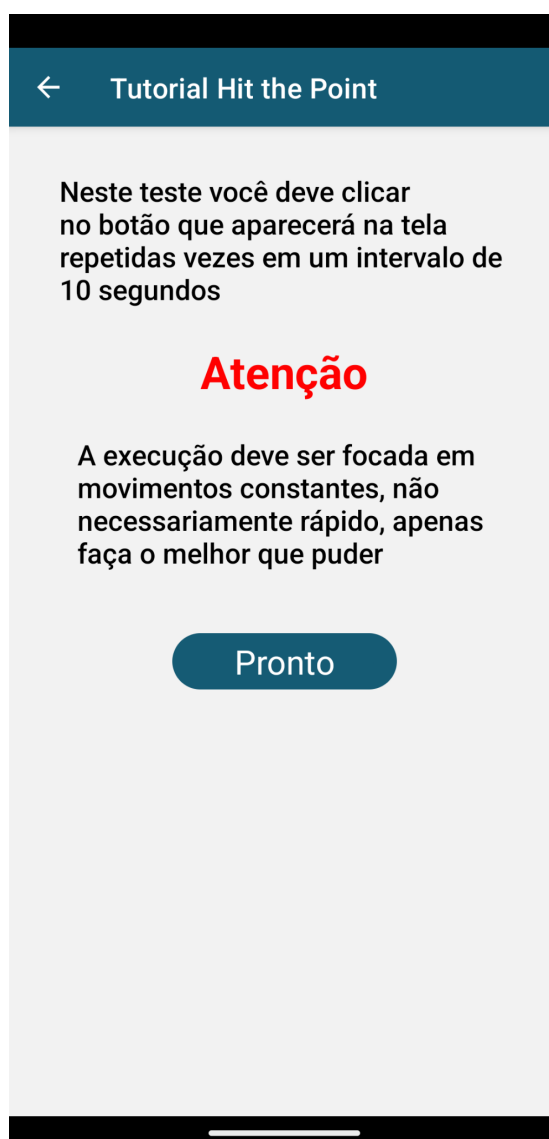 Tutorial Hit the Point
Neste teste você deve clicar
no botão que aparecerá na tela
repetidas vezes em um intervalo de
10 segundos
Atenção
A execução deve ser focada em
movimentos constantes, não
necessariamente rápido, apenas
faça o melhor que puder
Pronto